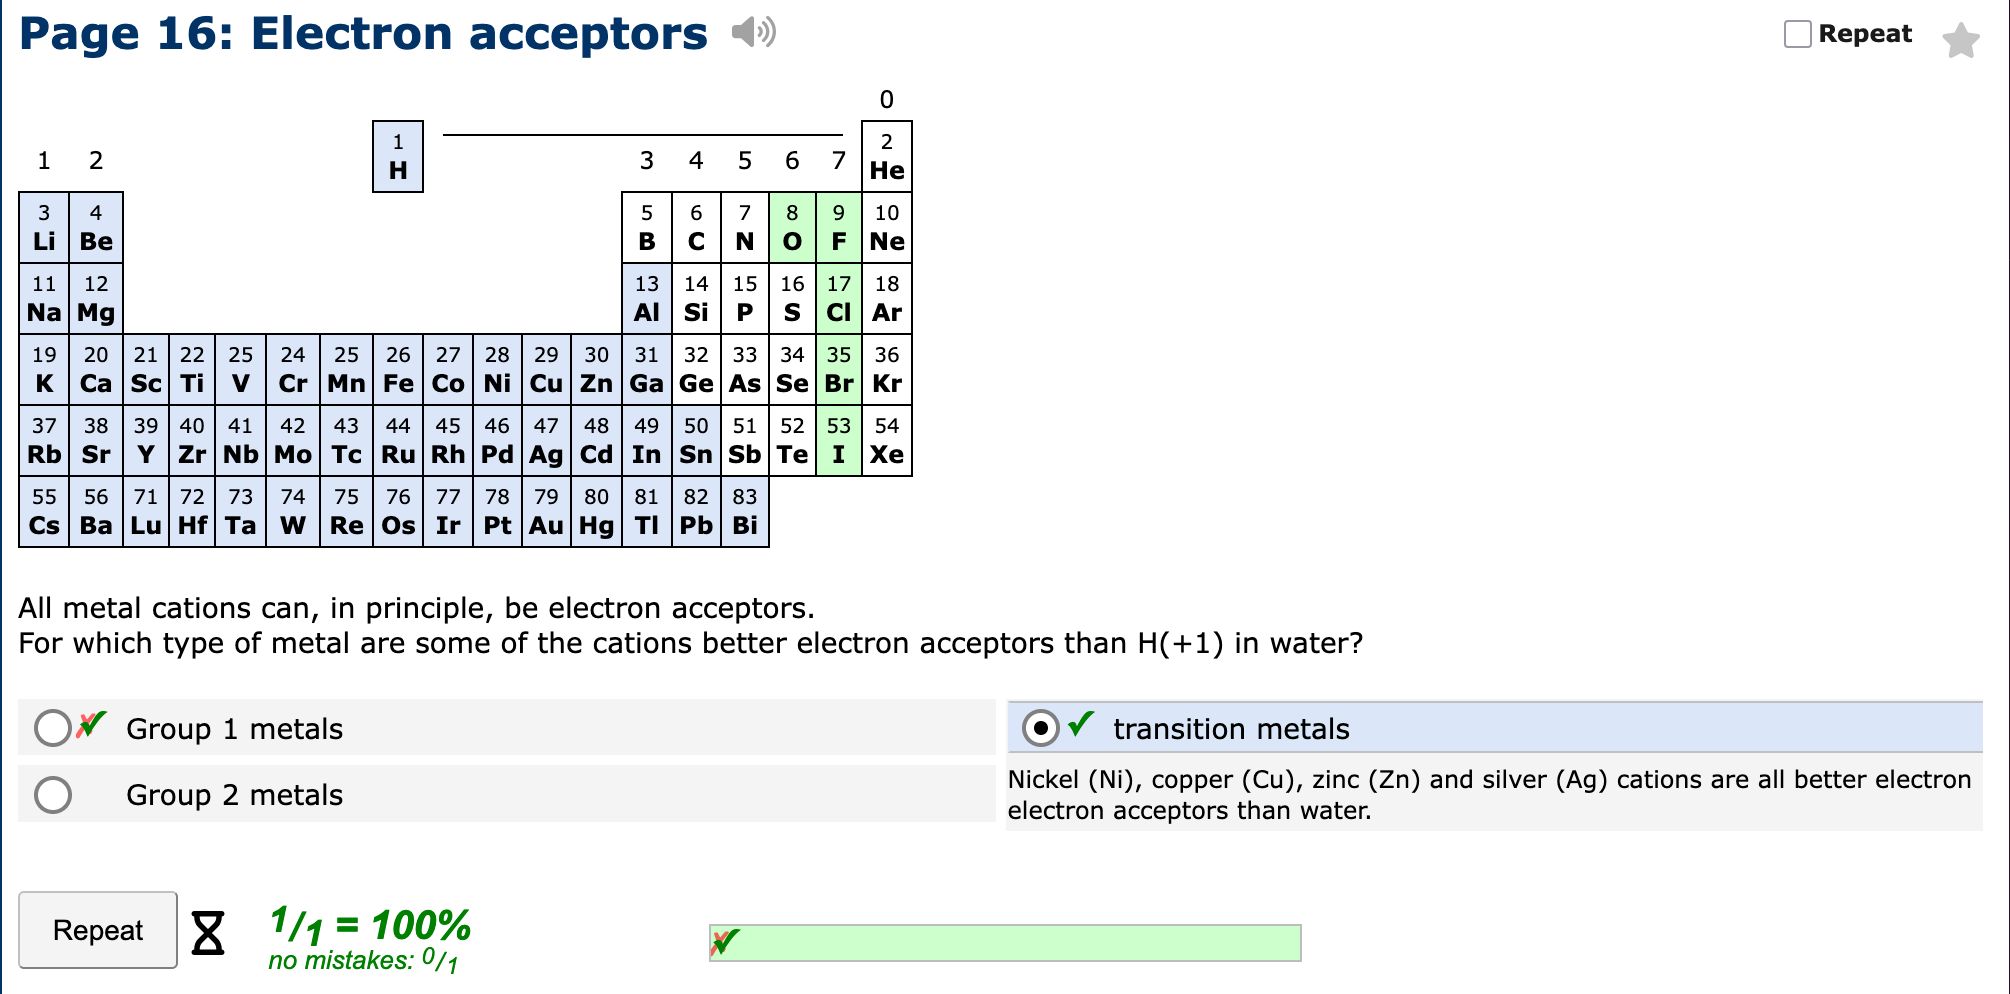 Page 16: Electron acceptors
Repeat
0
1 2 3 4 5 6 7
1 2
H He
3 4 5 6 7 8 9 10
Li Be B C N O F Ne
11 12 13 14 15 16 17 18
Na Mg Al Si P S Cl Ar
19 20 21 22 25 24 25 26 27 28 29 30 31 32 33 34 35 36
K Ca Sc Ti V Cr Mn Fe Co Ni Cu Zn Ga Ge As Se Br Kr
37 38 39 40 41 42 43 44 45 46 47 48 49 50 51 52 53 54
Rb Sr Y Zr Nb Mo Tc Ru Rh Pd Ag Cd In Sn Sb Te I Xe
55 56 71 72 73 74 75 76 77 78 79 80 81 82 83
Cs Ba Lu Hf Ta W Re Os Ir Pt Au Hg Tl Pb Bi
All metal cations can, in principle, be electron acceptors.
For which type of metal are some of the cations better electron acceptors than H(+1) in water?
Group 1 metals
Group 2 metals
transition metals
Nickel (Ni), copper (Cu), zinc (Zn) and silver (Ag) cations are all better electron
electron acceptors than water.
Repeat
1/1 = 100%
no mistakes: 0/1